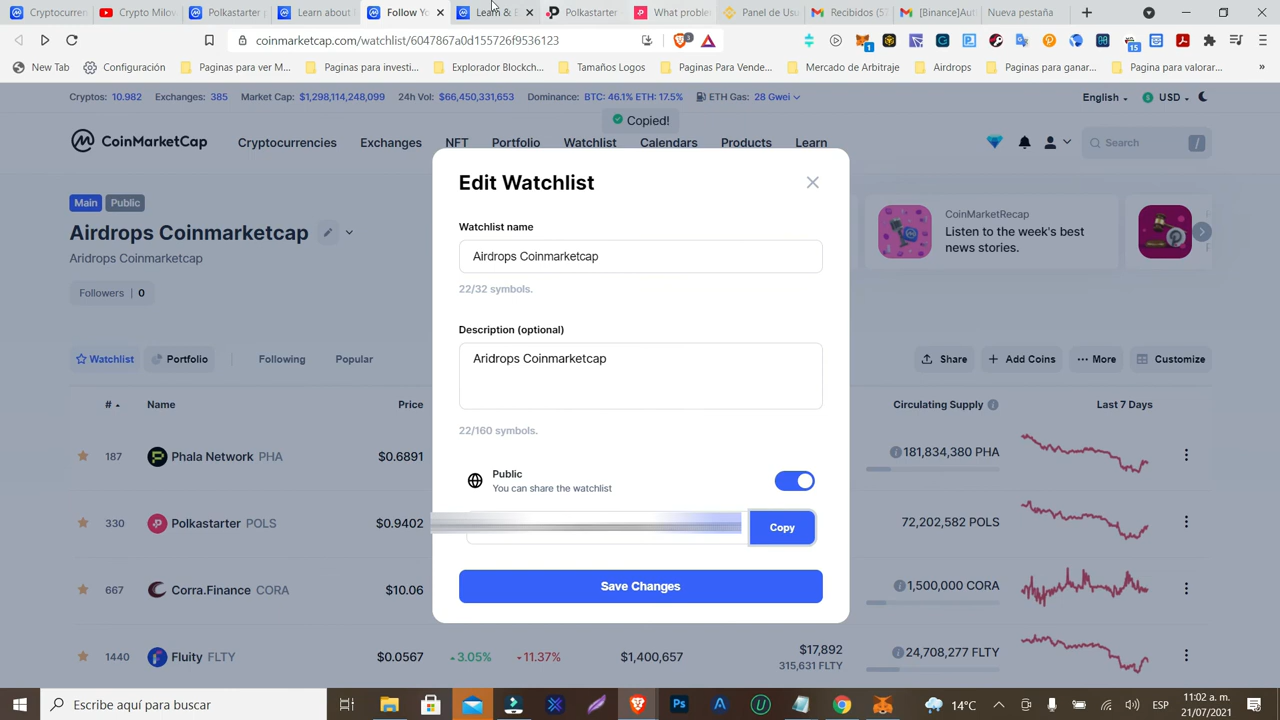 Cryptocurren
Crypto Milov
Polkastarter
Learn about
Follow Yo
Learn & E
Polkastarter
What proble
Panel de Usu
Recibidos (57
[Binance]Aut
Nueva pestaña
coinmarketcap.com/watchlist/6047867a0d155726f9536123
New Tab
Configuración
Paginas para ver M...
Paginas para investi...
Explorador Blockch...
Tamaños Logos
Paginas Para Vende...
Mercado de Arbitraje
Airdrops
Paginas para ganar...
Pagina para valorar...
»
Cryptos: 10.982 Exchanges: 385 Market Cap: $1,298,114,248,099 24h Vol: $66,450,331,653 Dominance: BTC: 46.1% ETH: 17.5% ETH Gas: 28 Gwei
English
USD
Copied!
CoinMarketCap
Cryptocurrencies Exchanges NFT Portfolio Watchlist Calendars Products Learn
Search /
Main Public
Airdrops Coinmarketcap
Aridrops Coinmarketcap
Followers | 0
CoinMarketRecap
Listen to the week's best
news stories.
Edit Watchlist
Watchlist name
Airdrops Coinmarketcap
22/32 symbols.
Description (optional)
Aridrops Coinmarketcap
22/160 symbols.
Public
You can share the watchlist
Copy
Save Changes
Watchlist Portfolio Following Popular
Share Add Coins More Customize
# Name Price Circulating Supply Last 7 Days
187 Phala Network PHA $0.6891 181,834,380 PHA
330 Polkastarter POLS $0.9402 72,202,582 POLS
667 Corra.Finance CORA $10.06 1,500,000 CORA
1440 Fluity FLTY $0.0567 3.05% 11.37% $1,400,657 $17,892 24,708,277 FLTY
315,631 FLTY
Escribe aquí para buscar
14°C
ESP
11:02 a. m.
21/07/2021